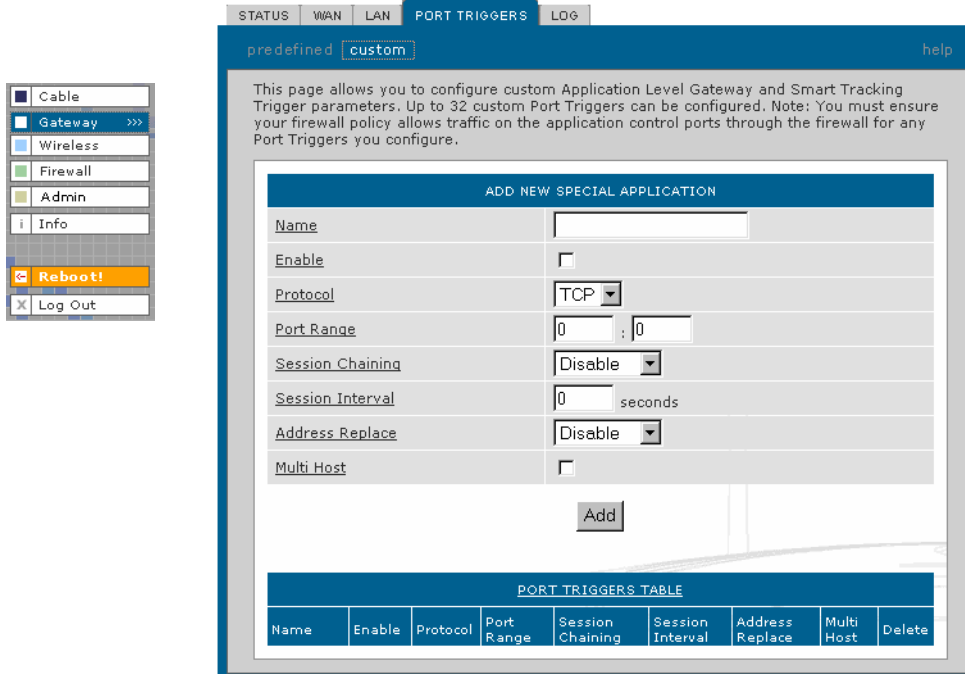 STATUS WAN LAN PORT TRIGGERS LOG
predefined custom help
Cable
Gateway >>>
Wireless
Firewall
Admin
i Info
Reboot!
X Log Out
This page allows you to configure custom Application Level Gateway and Smart Tracking
Trigger parameters. Up to 32 custom Port Triggers can be configured. Note: You must ensure
your firewall policy allows traffic on the application control ports through the firewall for any
Port Triggers you configure.
ADD NEW SPECIAL APPLICATION
Name
Enable
Protocol TCP
Port Range 0 : 0
Session Chaining Disable
Session Interval 0 seconds
Address Replace Disable
Multi Host
Add
PORT TRIGGERS TABLE
Name Enable Protocol Port Range Session Chaining Session Interval Address Replace Multi Host Delete